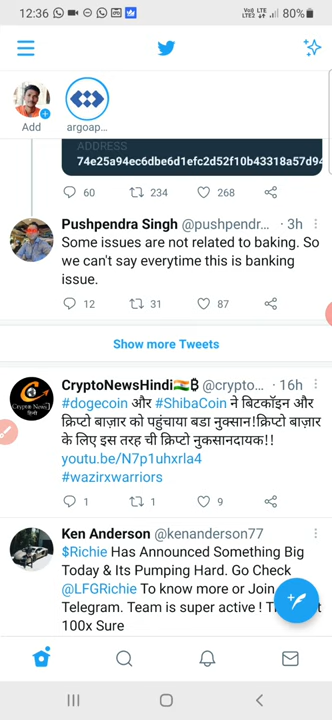 12:36
Vo)) LTE
LTE2
80%
Add
argoap...
ADDRESS
74e25a94ec6dbe6d1efc2d52f10b43318a57d94
60
234
268
Pushpendra Singh @pushpendr... · 3h
Some issues are not related to baking. So
we can't say everytime this is banking
issue.
12
31
87
Show more Tweets
CryptoNewsHindi🇮🇳₿ @crypto... · 16h
#dogecoin और #ShibaCoin ने बिटकॉइन और
क्रिप्टो बाज़ार को पहुंचाया बडा नुक्सान!क्रिप्टो बाज़ार
के लिए इस तरह ची क्रिप्टो नुकसानदायक!!
youtu.be/N7p1uhxrla4
#wazirxwarriors
1
1
9
Ken Anderson @kenanderson77
$Richie Has Announced Something Big
Today & Its Pumping Hard. Go Check
@LFGRichie To know more or Join
Telegram. Team is super active !
100x Sure